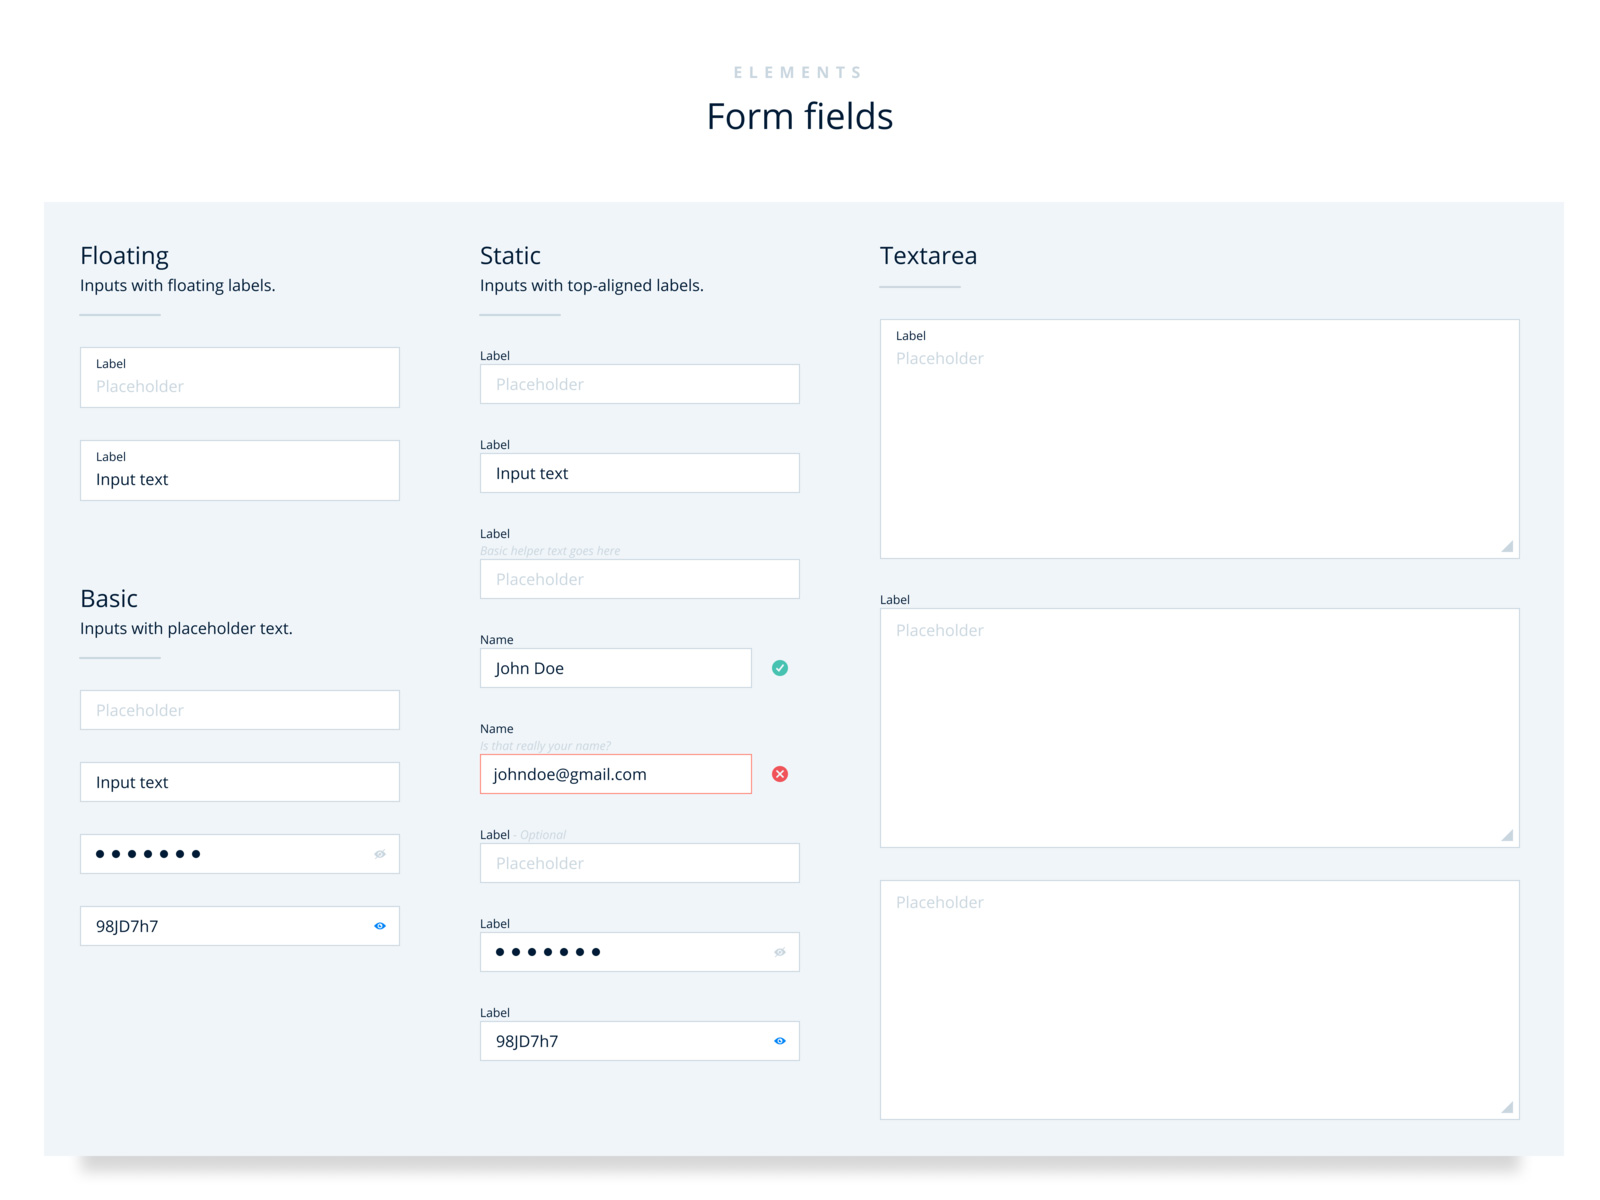 ELEMENTS
Form fields
Floating
Inputs with floating labels.
Label
Placeholder
Label
Input text
Basic
Inputs with placeholder text.
Placeholder
Input text
98JD7h7
Static
Inputs with top-aligned labels.
Label
Placeholder
Label
Input text
Label
Basic helper text goes here
Placeholder
Name
John Doe
Name
Is that really your name?
johndoe@gmail.com
Label - Optional
Placeholder
Label
Label
98JD7h7
Textarea
Label
Placeholder
Label
Placeholder
Placeholder